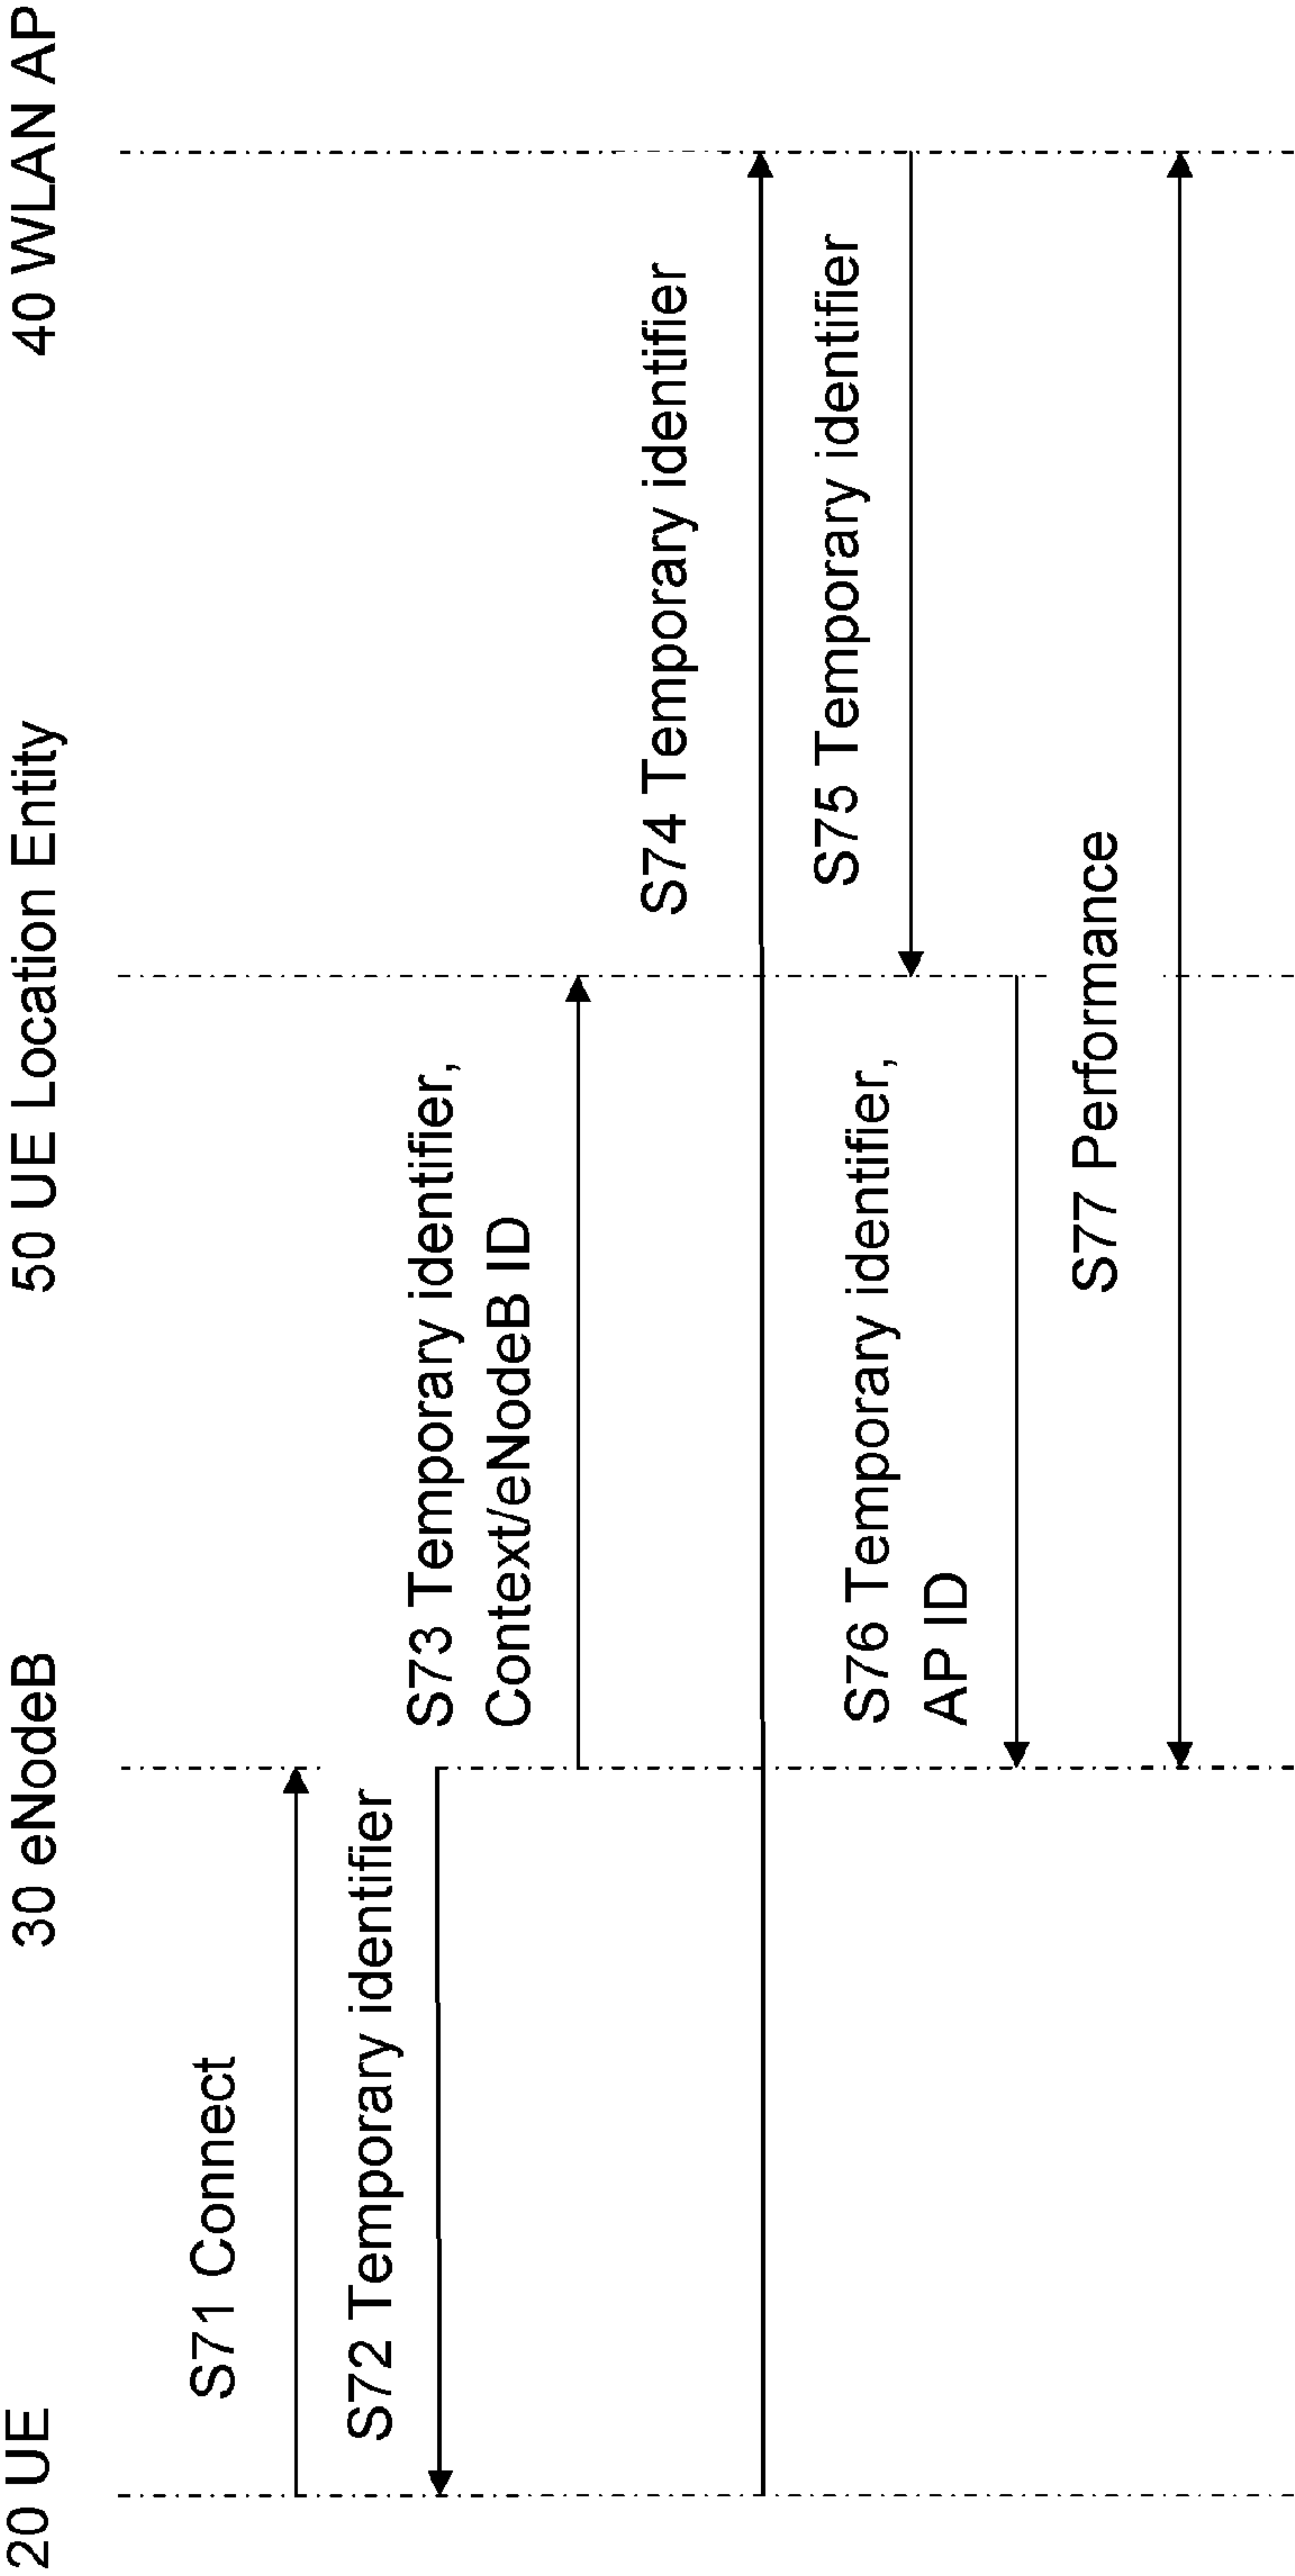 20 UE
30 eNodeB
50 UE Location Entity
40 WLAN AP
S71 Connect
S72 Temporary identifier
S73 Temporary identifier,
Context/eNodeB ID
S74 Temporary identifier
S75 Temporary identifier
S76 Temporary identifier,
AP ID
S77 Performance